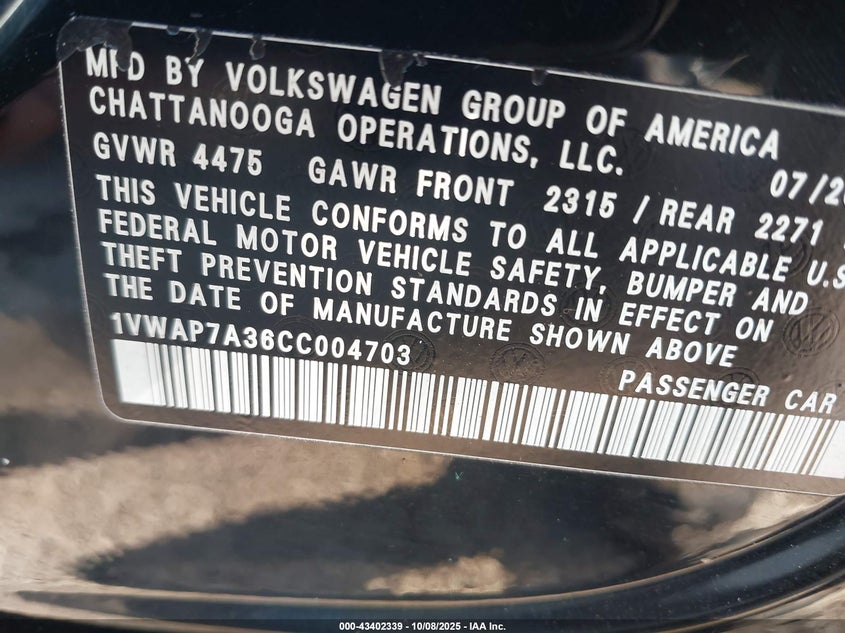 MFD BY VOLKSWAGEN GROUP OF AMERICA
CHATTANOOGA OPERATIONS, LLC.
GVWR 4475 GAWR FRONT 2315 / REAR 2271
07/20
THIS VEHICLE CONFORMS TO ALL APPLICABLE U.S
FEDERAL MOTOR VEHICLE SAFETY, BUMPER AND
THEFT PREVENTION STANDARDS IN EFFECT ON
THE DATE OF MANUFACTURE SHOWN ABOVE
1VWAP7A36CC004703
PASSENGER CAR
000-43402339 | 10/08/2025 - IAA Inc.